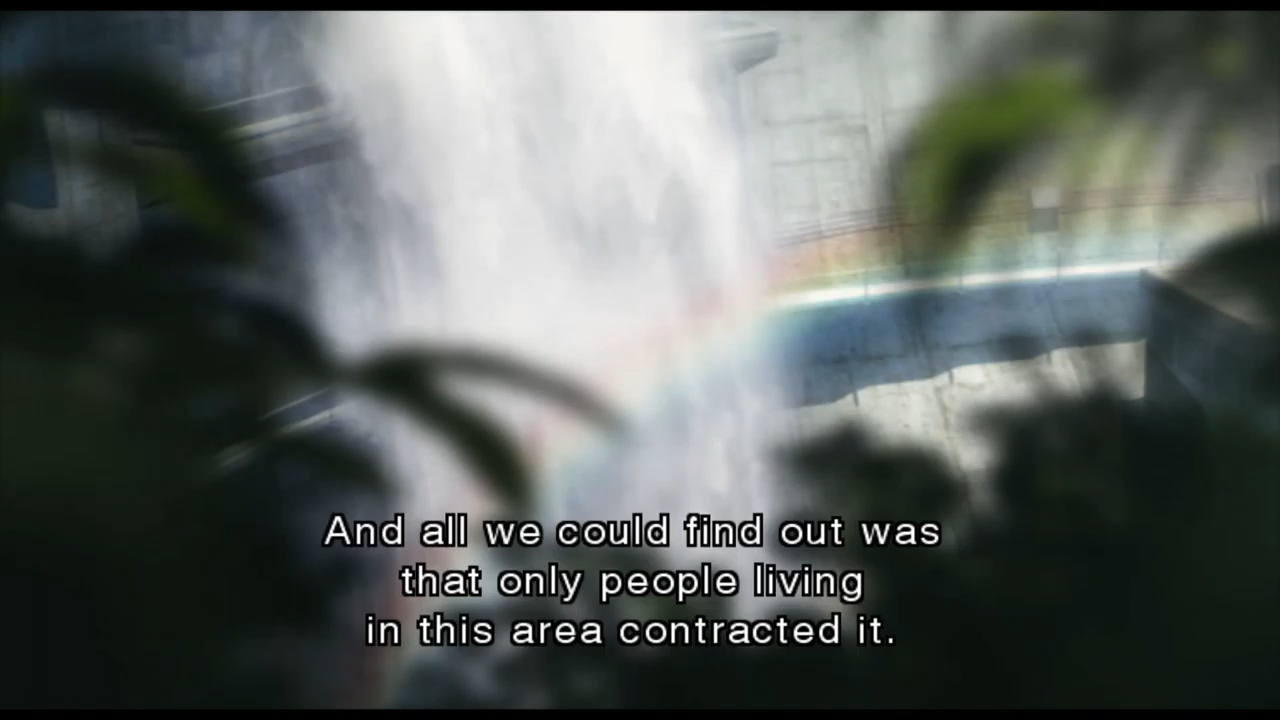 And all we could find out was
that only people living
in this area contracted it.